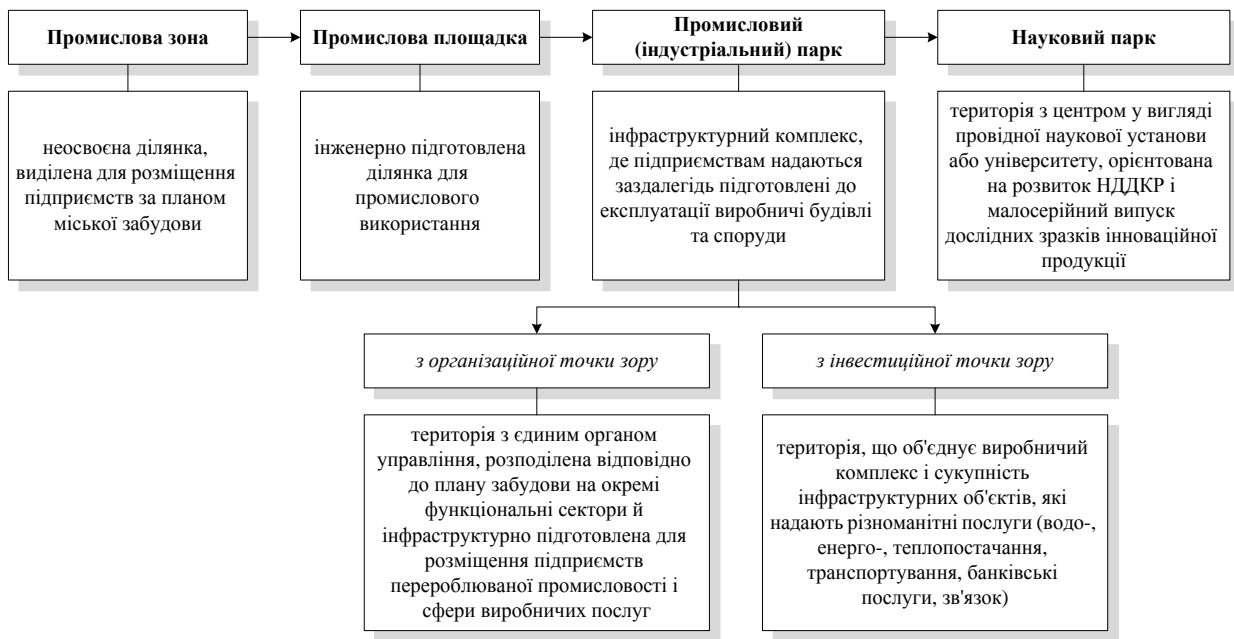 Промислова зона
Промислова площадка
Промисловий
(індустріальний) парк
Науковий парк
неосвоєна ділянка,
виділена для розміщення
підприємств за планом
міської забудови
інженерно підготовлена
ділянка для
промислового
використання
інфраструктурний комплекс,
де підприємствам надаються
заздалегідь підготовлені до
експлуатації виробничі будівлі
та споруди
територія з центром у вигляді
провідної наукової установи
або університету, орієнтована
на розвиток НДДКР і
малосерійний випуск
дослідних зразків інноваційної
продукції
з організаційної точки зору
з інвестиційної точки зору
територія з єдиним органом
управління, розподілена відповідно
до плану забудови на окремі
функціональні сектори й
інфраструктурно підготовлена для
розміщення підприємств
перероблюваної промисловості і
сфери виробничих послуг
територія, що об'єднує виробничий
комплекс і сукупність
інфраструктурних об'єктів, які
надають різноманітні послуги (водо-,
енерго-, теплопостачання,
транспортування, банківські
послуги, зв'язок)